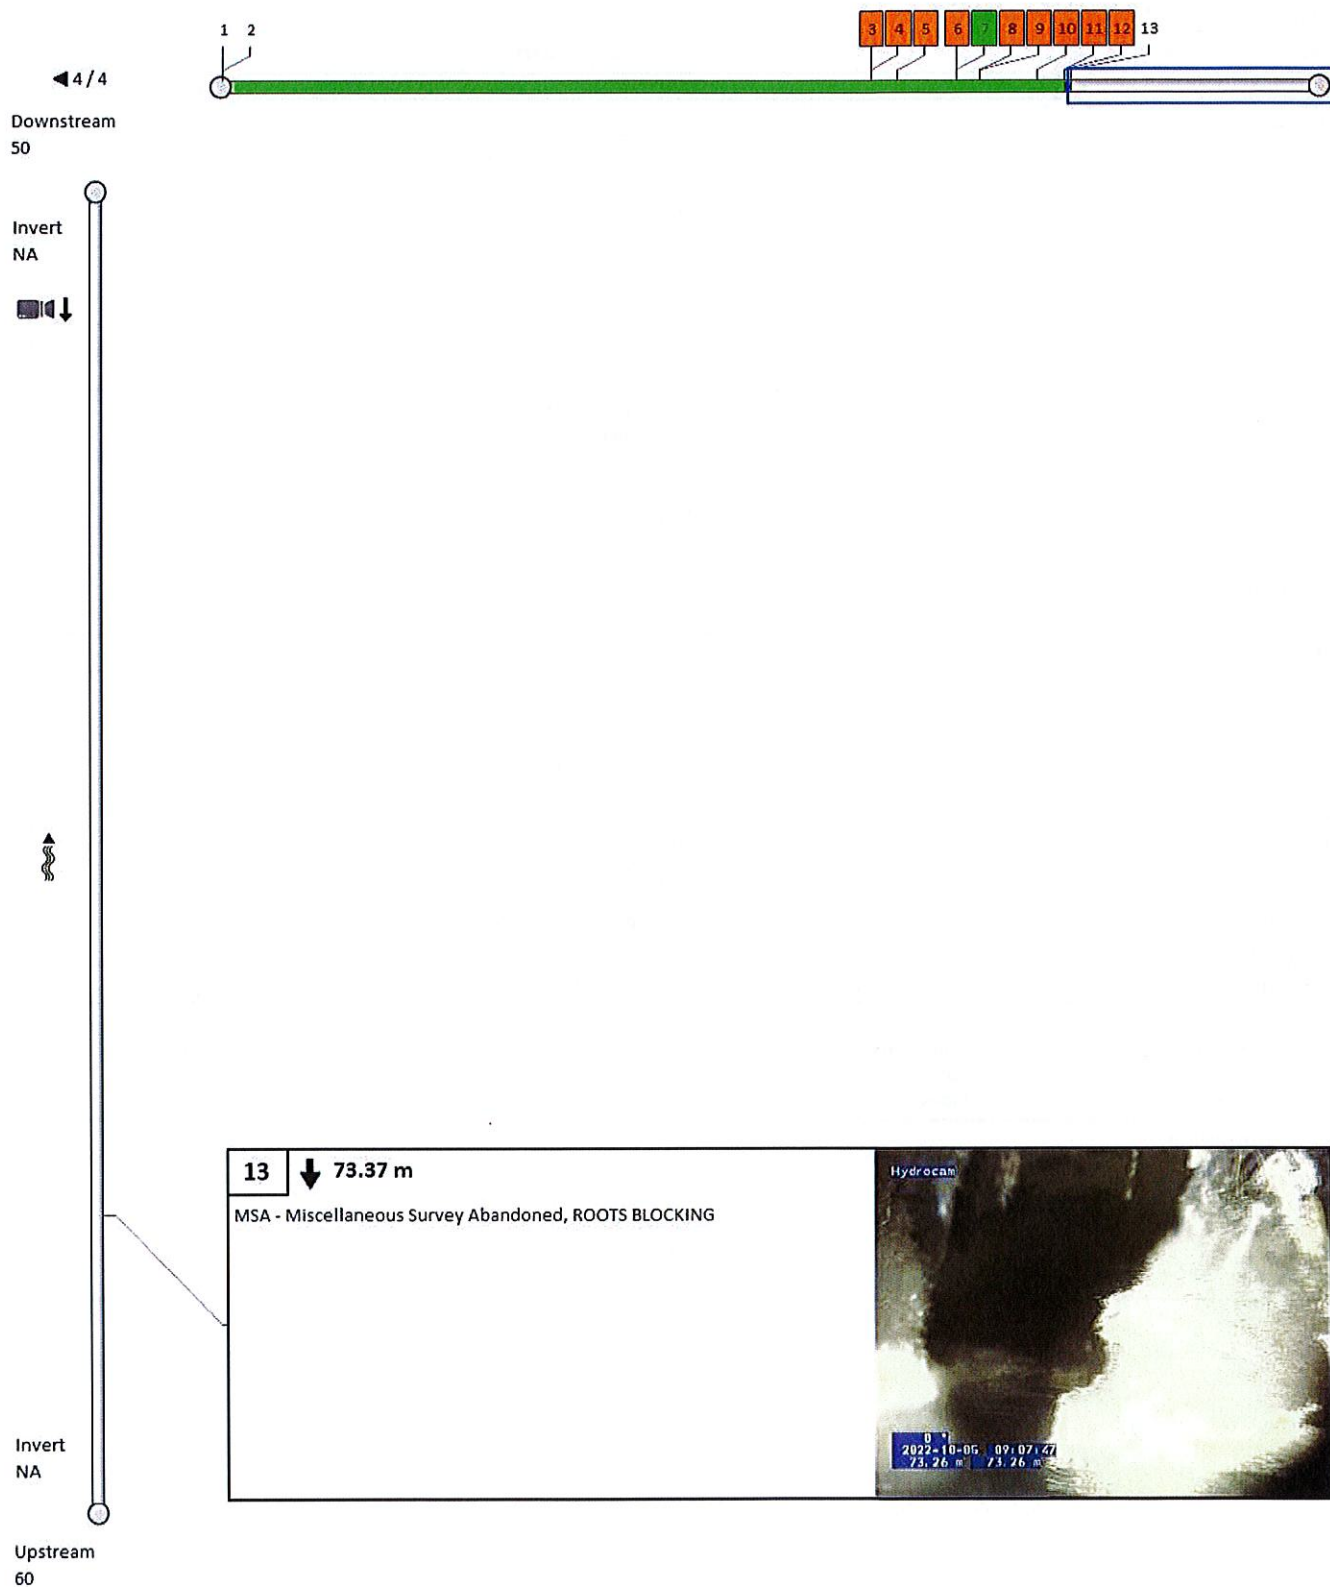 1 2 3 4 5 6 7 8 9 10 11 12 13
◀ 4 / 4
Downstream
50
Invert
NA
13 73.37 m
MSA - Miscellaneous Survey Abandoned, ROOTS BLOCKING
Hydrocam
0 °
2022-10-05 09:07:47
73.26 m 73.26 m
Invert
NA
Upstream
60